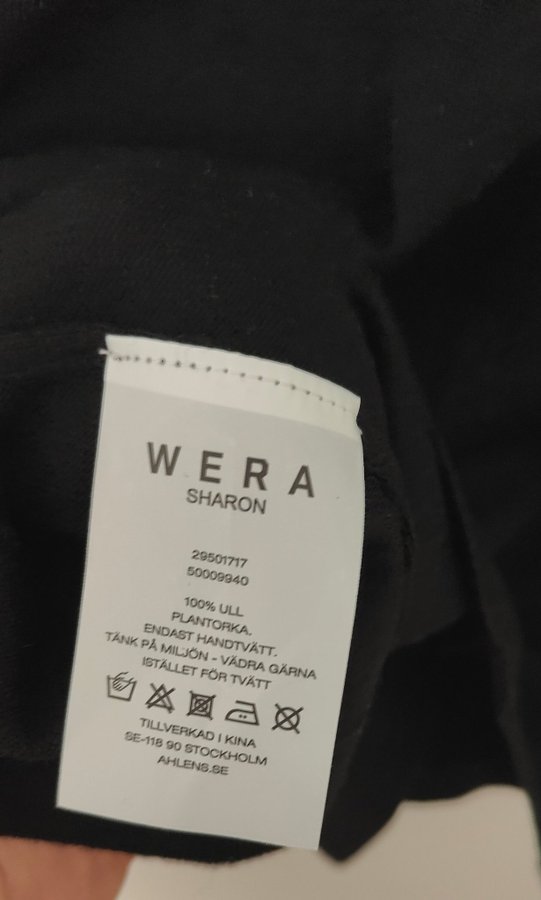 WERA
SHARON
29501717
50009940
100% ULL
PLANTORKA.
ENDAST HANDTVÄTT.
TÄNK PÅ MILJÖN - VÄDRA GÄRNA
ISTÄLLET FÖR TVÄTT
TILLVERKAD I KINA
SE-118 90 STOCKHOLM
AHLENS.SE